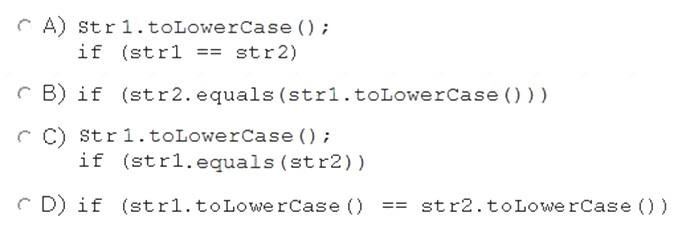 A) Str1.toLowerCase();
if (str1 == str2)
B) if (str2.equals(str1.toLowerCase()))
C) Str1.toLowerCase();
if (str1.equals(str2))
D) if (str1.toLowerCase() == str2.toLowerCase())